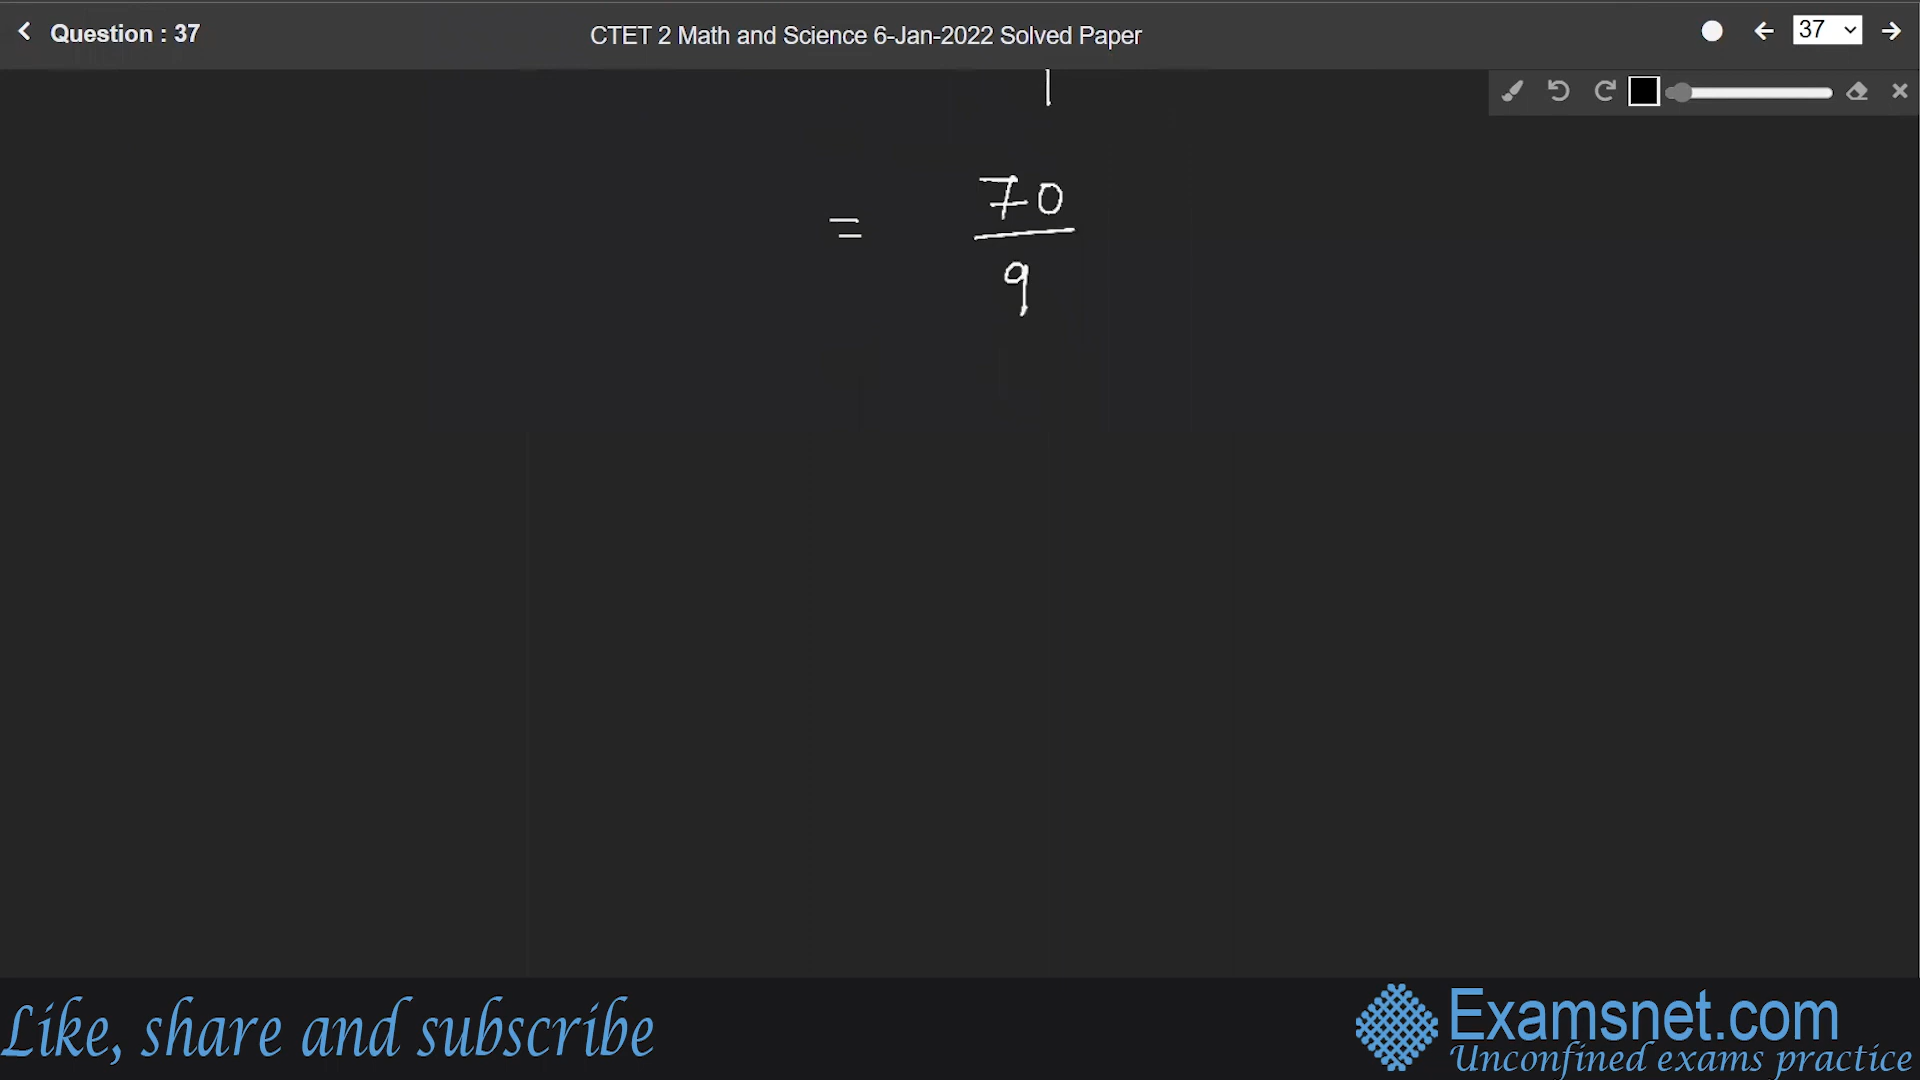 Question : 37
CTET 2 Math and Science 6-Jan-2022 Solved Paper
37
= 70
9
Like, share and subscribe
Examsnet.com
Unconfined exams practice